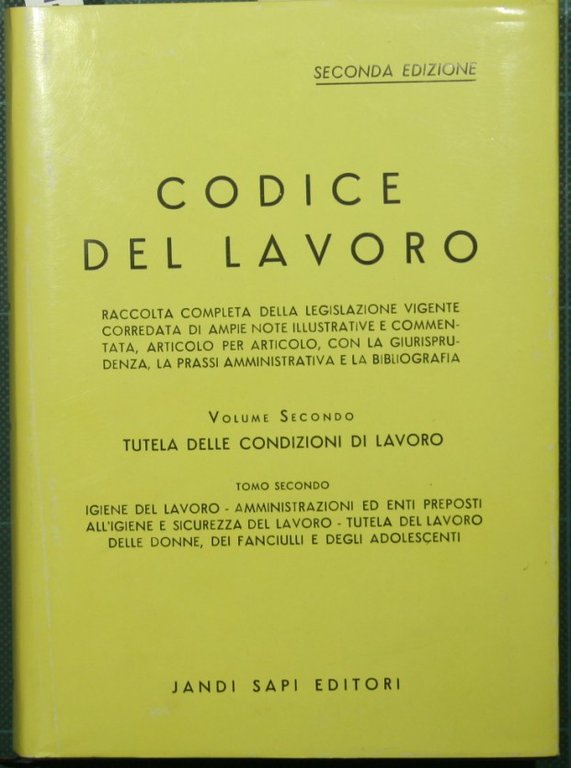 SECONDA EDIZIONE
CODICE
DEL LAVORO
RACCOLTA COMPLETA DELLA LEGISLAZIONE VIGENTE
CORREDATA DI AMPIE NOTE ILLUSTRATIVE E COMMEN-
TATA, ARTICOLO PER ARTICOLO, CON LA GIURISPRU-
DENZA, LA PRASSI AMMINISTRATIVA E LA BIBLIOGRAFIA
VOLUME SECONDO
TUTELA DELLE CONDIZIONI DI LAVORO
TOMO SECONDO
IGIENE DEL LAVORO - AMMINISTRAZIONI ED ENTI PREPOSTI
ALL'IGIENE E SICUREZZA DEL LAVORO - TUTELA DEL LAVORO
DELLE DONNE, DEI FANCIULLI E DEGLI ADOLESCENTI
JANDI SAPI EDITORI